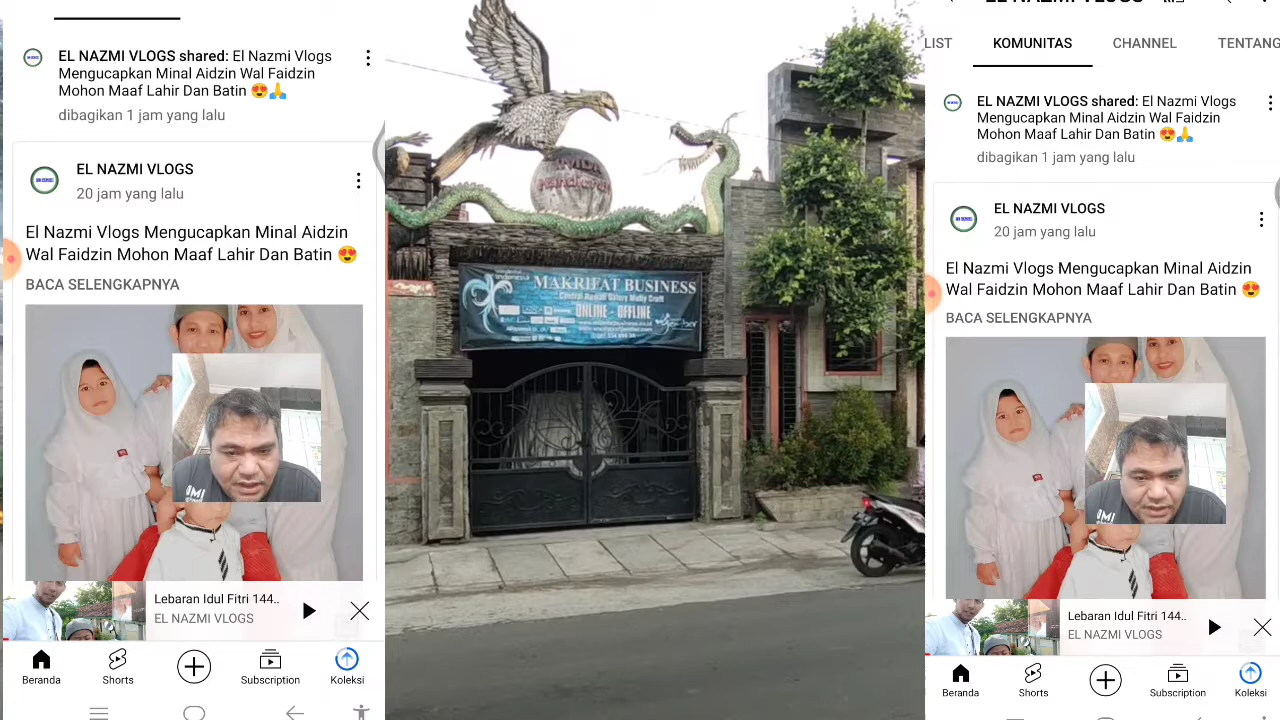 EL NAZMI VLOGS shared: El Nazmi Vlogs
Mengucapkan Minal Aidzin Wal Faidzin
Mohon Maaf Lahir Dan Batin 😍🙏
dibagikan 1 jam yang lalu
EL NAZMI VLOGS
20 jam yang lalu
El Nazmi Vlogs Mengucapkan Minal Aidzin
Wal Faidzin Mohon Maaf Lahir Dan Batin 😍
BACA SELENGKAPNYA
Lebaran Idul Fitri 144..
EL NAZMI VLOGS
Beranda
Shorts
Subscription
Koleksi
MAKRIFAT BUSINESS
ONLINE - OFFLINE
EL NAZMI VLOGS
LIST
KOMUNITAS
CHANNEL
TENTANG
EL NAZMI VLOGS shared: El Nazmi Vlogs
Mengucapkan Minal Aidzin Wal Faidzin
Mohon Maaf Lahir Dan Batin 😍🙏
dibagikan 1 jam yang lalu
EL NAZMI VLOGS
20 jam yang lalu
El Nazmi Vlogs Mengucapkan Minal Aidzin
Wal Faidzin Mohon Maaf Lahir Dan Batin 😍
BACA SELENGKAPNYA
Lebaran Idul Fitri 144..
EL NAZMI VLOGS
Beranda
Shorts
Subscription
Koleksi